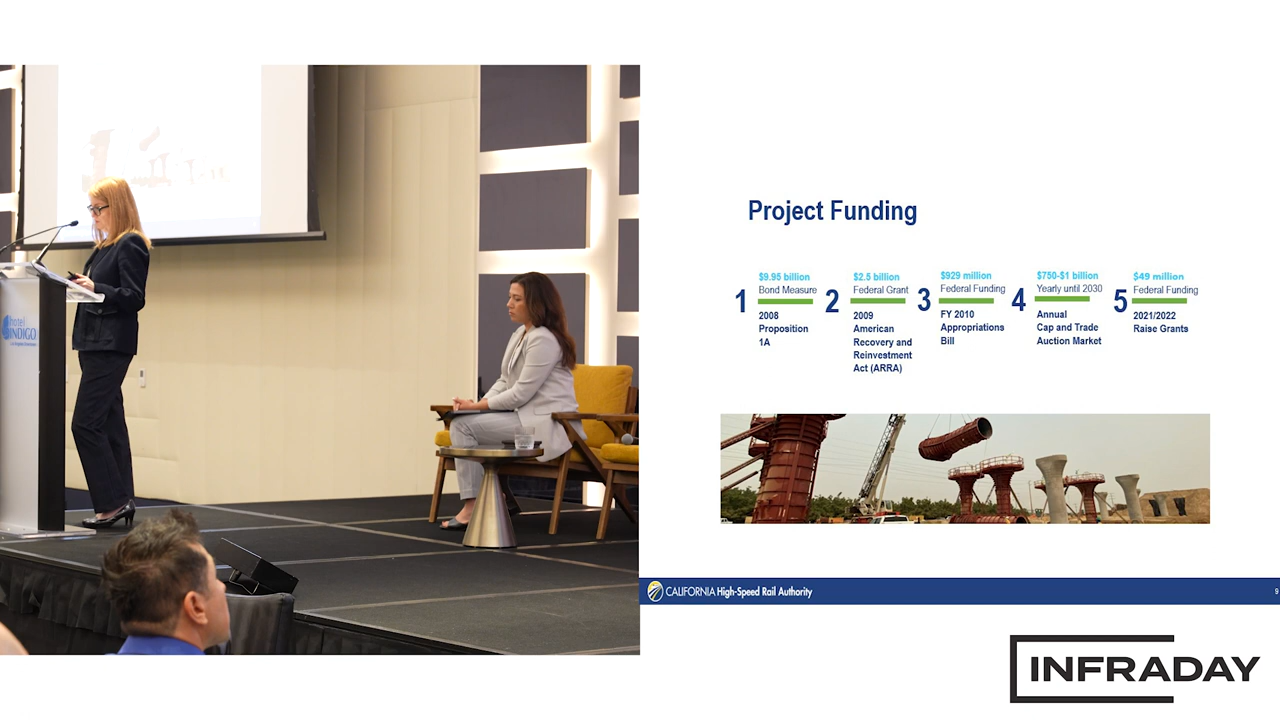 hotel
INDIGO
Project Funding
1
$9.95 billion
Bond Measure
2008
Proposition
1A
2
$2.5 billion
Federal Grant
2009
American
Recovery and
Reinvestment
Act (ARRA)
3
$929 million
Federal Funding
FY 2010
Appropriations
Bill
4
$750-$1 billion
Yearly until 2030
Annual
Cap and Trade
Auction Market
5
$49 million
Federal Funding
2021/2022
Raise Grants
CALIFORNIA High-Speed Rail Authority
9
INFRADAY